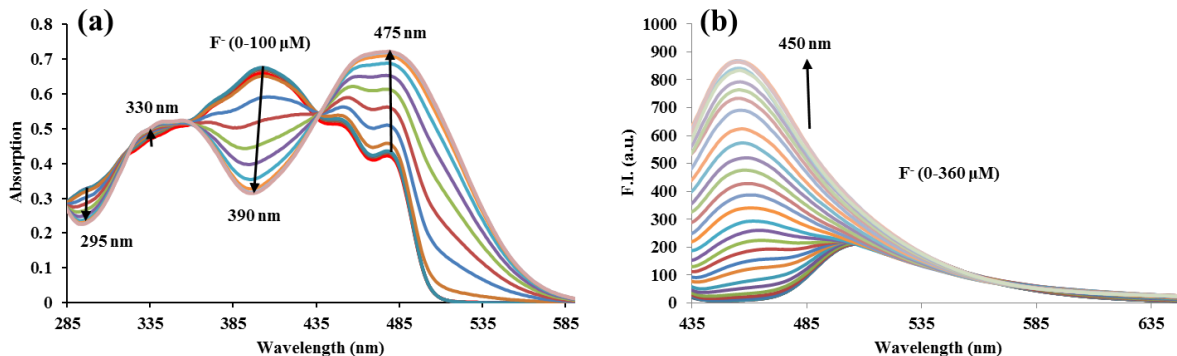 (a)
F⁻ (0-100 µM)
475 nm
330 nm
390 nm
295 nm
Absorption
0.8
0.7
0.6
0.5
0.4
0.3
0.2
0.1
0
285 335 385 435 485 535 585
Wavelength (nm)
(b)
450 nm
F⁻ (0-360 µM)
F.I. (a.u.)
1000
900
800
700
600
500
400
300
200
100
0
435 485 535 585 635
Wavelength (nm)